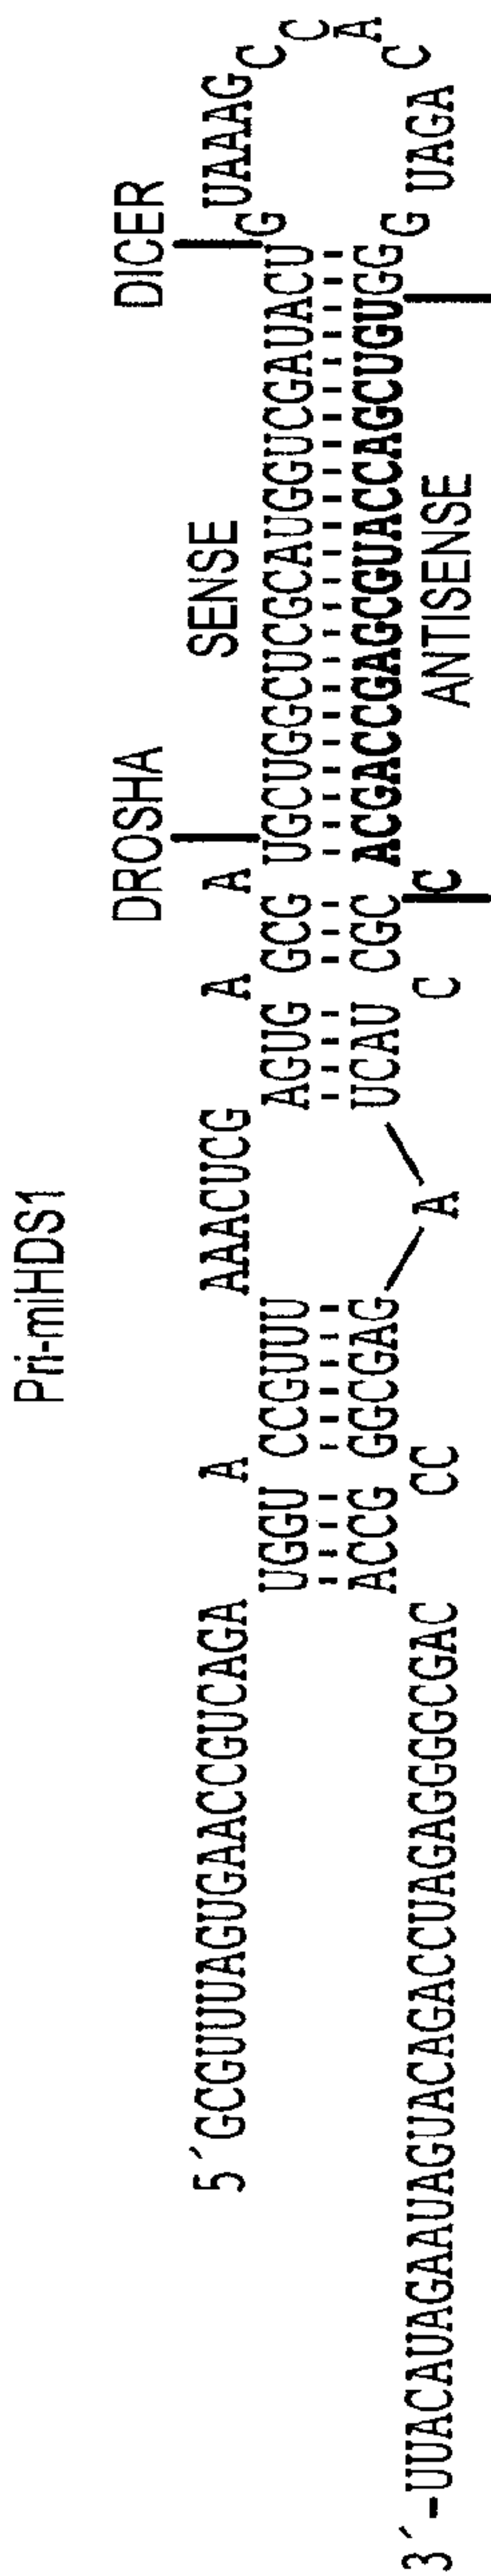 Pri-miHDS1
DROSHA SENSE DICER
5´GCGUUUAGUGAACCGUCAGA A AAACUCG A A UAAAG C C
UGGU CCGUUU AGUG GCG UGCUGGCUCGCAUGGUCGAUACU G C
A
ACCG GGCGAG UCAU CGC ACGACCGAGCGUACCAGCUGUGG G C
3´-UUACAUAGAAUAGUACAGACCUAGAGGGGCGAC CC A C C UAGA
ANTISENSE